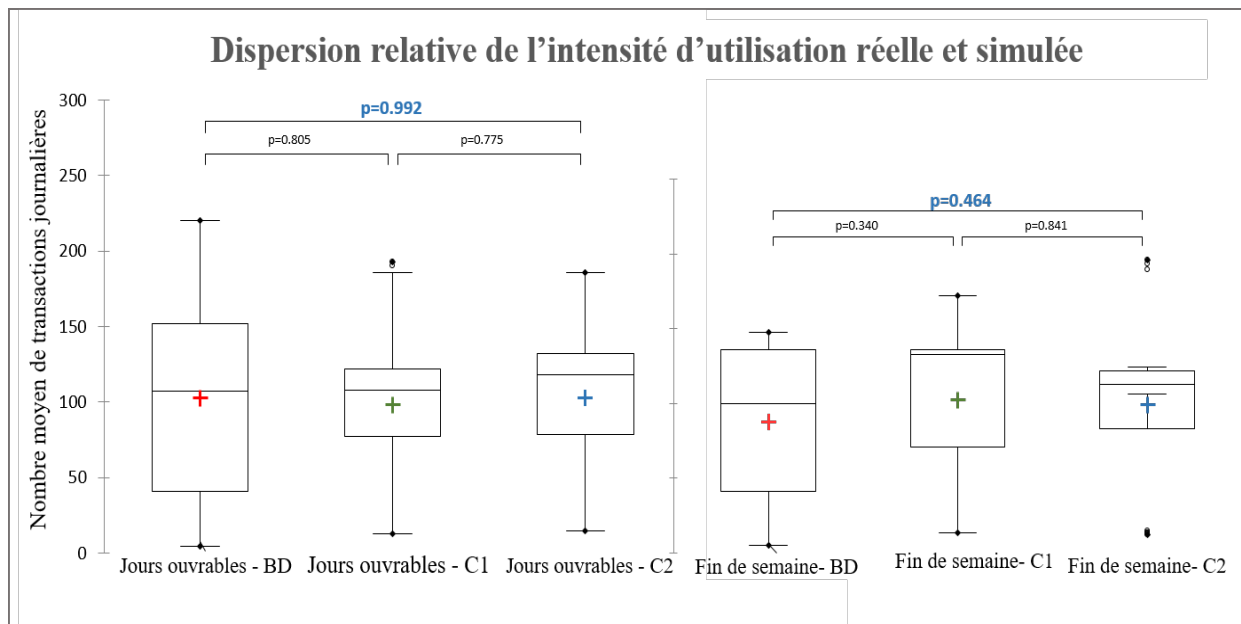 Dispersion relative de l’intensité d’utilisation réelle et simulée
Nombre moyen de transactions journalières
300
250
200
150
100
50
0
p=0.992
p=0.805
p=0.775
p=0.464
p=0.340
p=0.841
Jours ouvrables - BD
Jours ouvrables - C1
Jours ouvrables - C2
Fin de semaine- BD
Fin de semaine- C1
Fin de semaine- C2